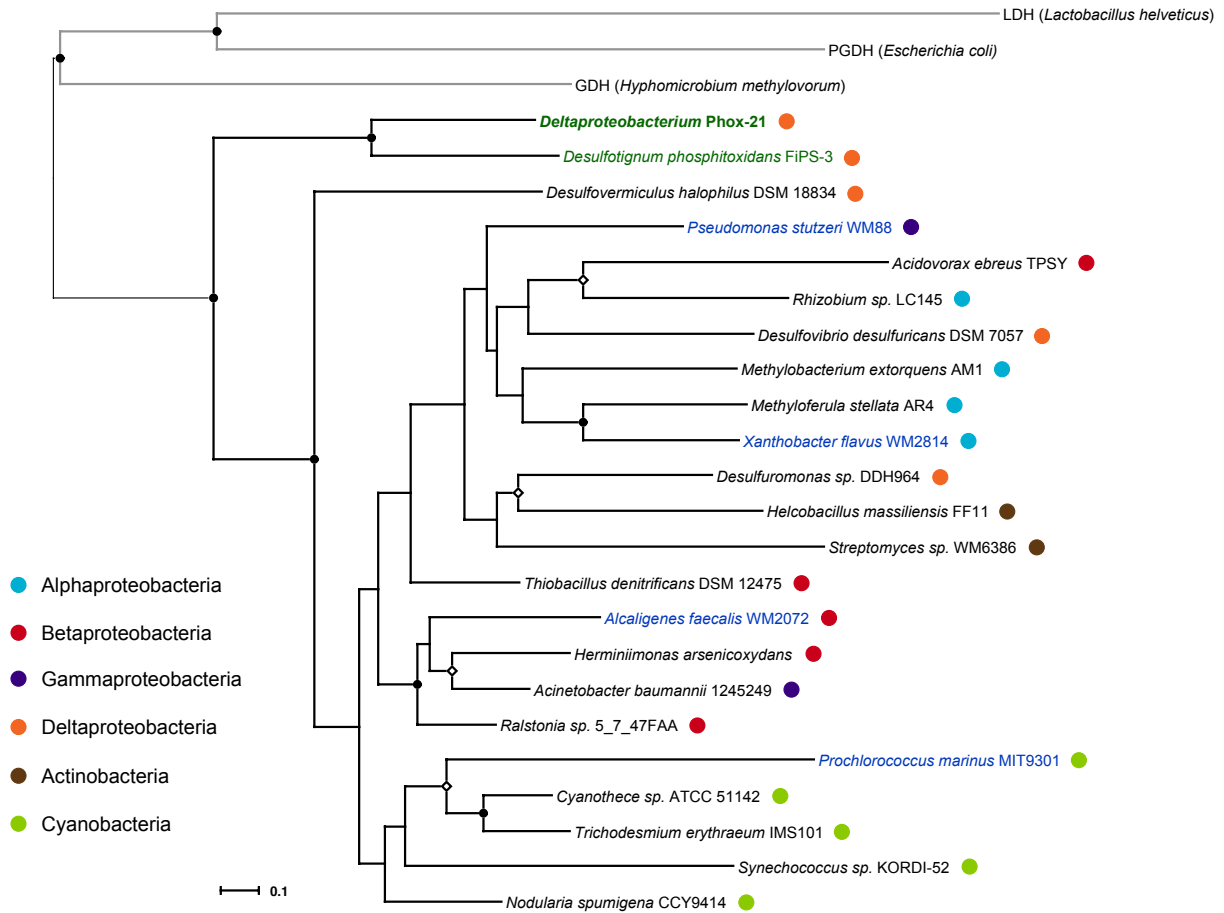 LDH (Lactobacillus helveticus)
PGDH (Escherichia coli)
GDH (Hyphomicrobium methylovorum)
Deltaproteobacterium Phox-21
Desulfotignum phosphitoxidans FiPS-3
Desulfovermiculus halophilus DSM 18834
Pseudomonas stutzeri WM88
Acidovorax ebreus TPSY
Rhizobium sp. LC145
Desulfovibrio desulfuricans DSM 7057
Methylobacterium extorquens AM1
Methyloferula stellata AR4
Xanthobacter flavus WM2814
Desulfuromonas sp. DDH964
Helcobacillus massiliensis FF11
Streptomyces sp. WM6386
Thiobacillus denitrificans DSM 12475
Alcaligenes faecalis WM2072
Herminiimonas arsenicoxydans
Acinetobacter baumannii 1245249
Ralstonia sp. 5_7_47FAA
Prochlorococcus marinus MIT9301
Cyanothece sp. ATCC 51142
Trichodesmium erythraeum IMS101
Synechococcus sp. KORDI-52
Nodularia spumigena CCY9414
Alphaproteobacteria
Betaproteobacteria
Gammaproteobacteria
Deltaproteobacteria
Actinobacteria
Cyanobacteria
0.1